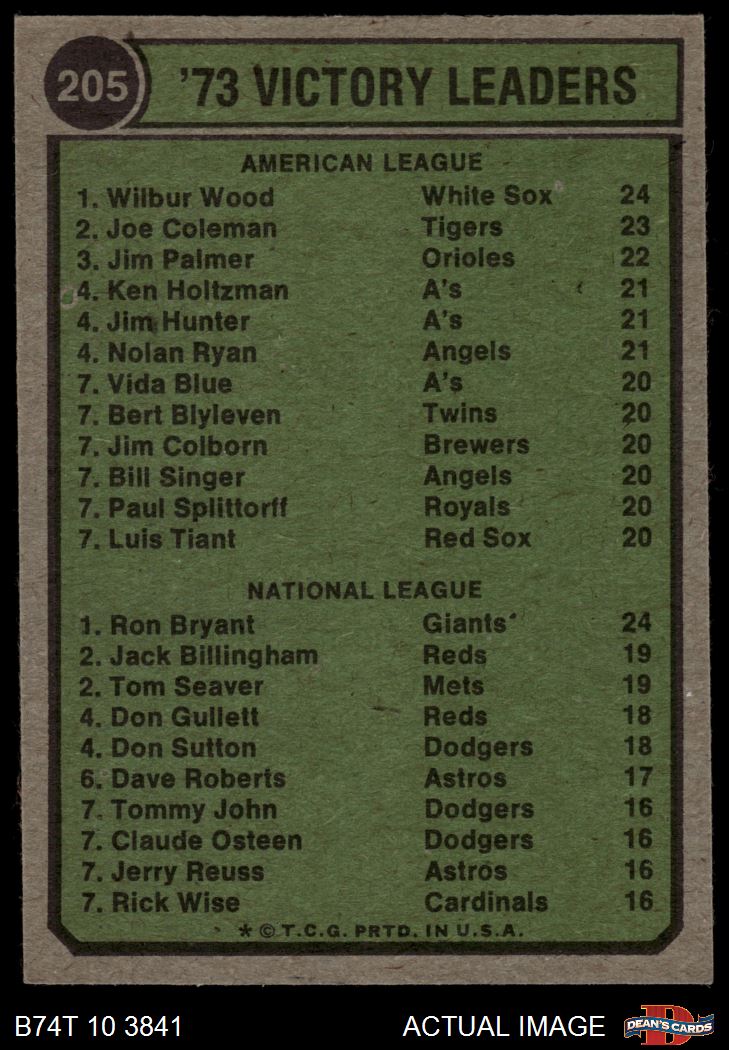 205 '73 VICTORY LEADERS
AMERICAN LEAGUE
1. Wilbur Wood White Sox 24
2. Joe Coleman Tigers 23
3. Jim Palmer Orioles 22
4. Ken Holtzman A's 21
4. Jim Hunter A's 21
4. Nolan Ryan Angels 21
7. Vida Blue A's 20
7. Bert Blyleven Twins 20
7. Jim Colborn Brewers 20
7. Bill Singer Angels 20
7. Paul Splittorff Royals 20
7. Luis Tiant Red Sox 20
NATIONAL LEAGUE
1. Ron Bryant Giants 24
2. Jack Billingham Reds 19
2. Tom Seaver Mets 19
4. Don Gullett Reds 18
4. Don Sutton Dodgers 18
6. Dave Roberts Astros 17
7. Tommy John Dodgers 16
7. Claude Osteen Dodgers 16
7. Jerry Reuss Astros 16
7. Rick Wise Cardinals 16
* © T.C.G. PRTD. IN U.S.A.
B74T 10 3841 ACTUAL IMAGE D DEAN'S CARDS